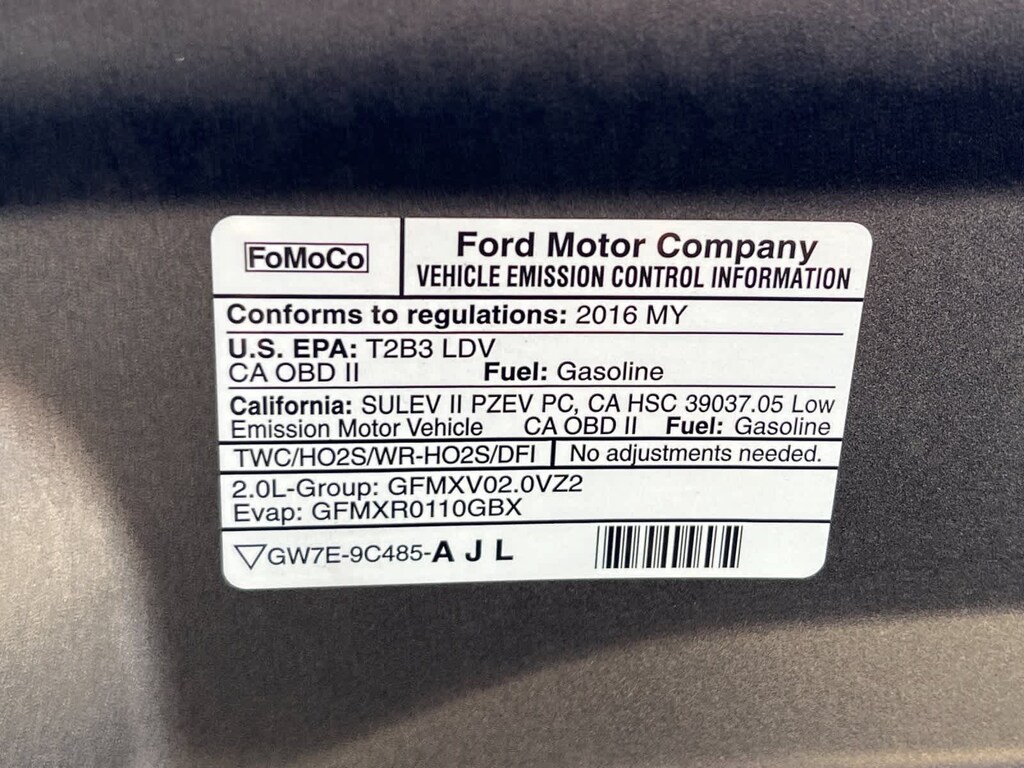 FoMoCo
Ford Motor Company
VEHICLE EMISSION CONTROL INFORMATION
Conforms to regulations: 2016 MY
U.S. EPA: T2B3 LDV
CA OBD II Fuel: Gasoline
California: SULEV II PZEV PC, CA HSC 39037.05 Low
Emission Motor Vehicle CA OBD II Fuel: Gasoline
TWC/HO2S/WR-HO2S/DFI No adjustments needed.
2.0L-Group: GFMXV02.0VZ2
Evap: GFMXR0110GBX
▽GW7E-9C485-A J L